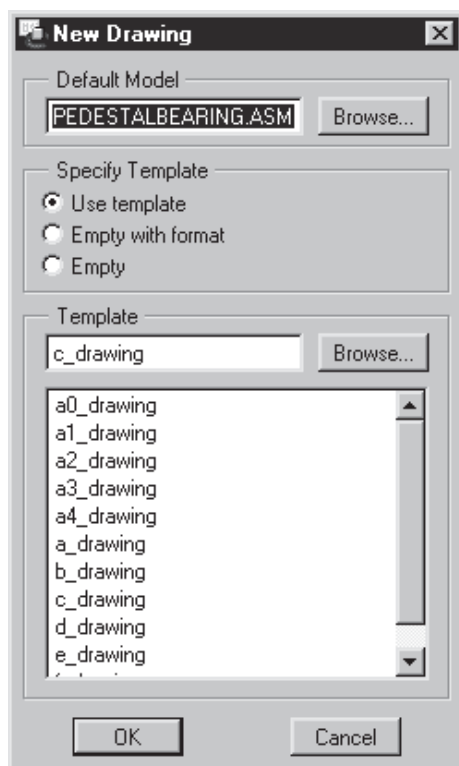 New Drawing
Default Model
PEDESTALBEARING.ASM Browse...
Specify Template
Use template
Empty with format
Empty
Template
c_drawing Browse...
a0_drawing
a1_drawing
a2_drawing
a3_drawing
a4_drawing
a_drawing
b_drawing
c_drawing
d_drawing
e_drawing
OK Cancel